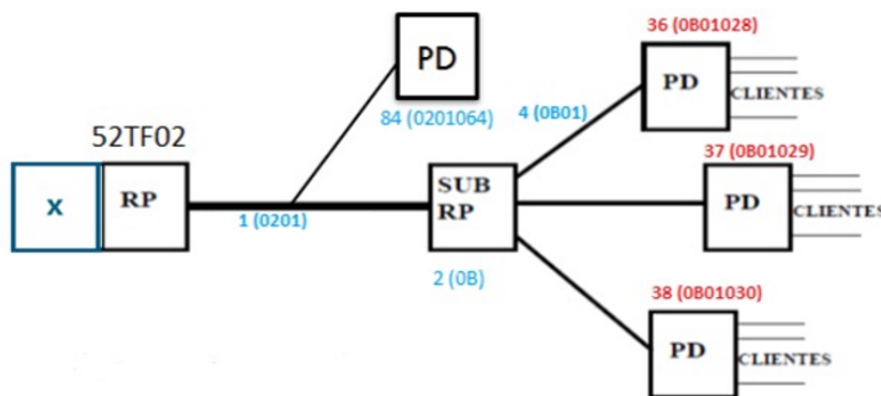 36 (0B01028)
PD
PD
CLIENTES
84 (0201064)
4 (0B01)
52TF02
37 (0B01029)
X
RP
SUB
RP
PD
CLIENTES
1 (0201)
2 (0B)
38 (0B01030)
PD
CLIENTES